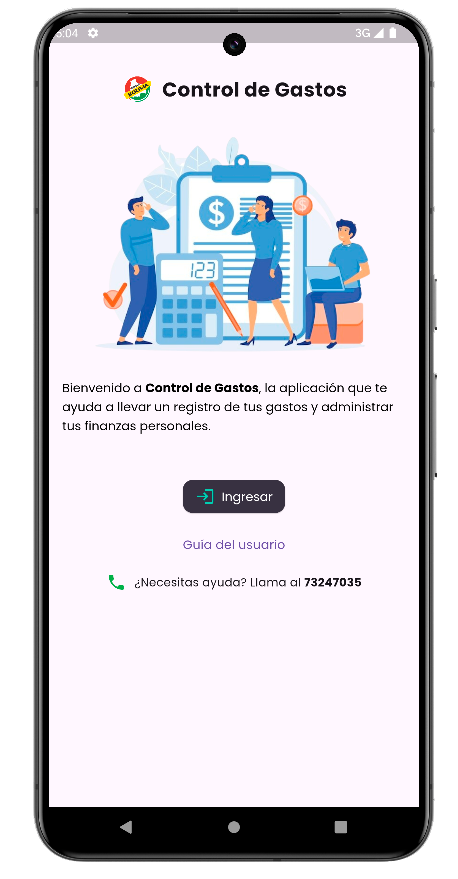 5:04 3G
Control de Gastos
$
$
123
Bienvenido a Control de Gastos, la aplicación que te
ayuda a llevar un registro de tus gastos y administrar
tus finanzas personales.
Ingresar
Guia del usuario
¿Necesitas ayuda? Llama al 73247035